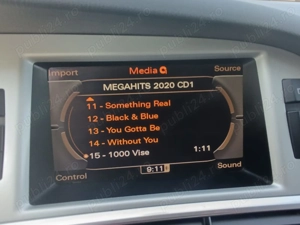 Import Media Source
MEGAHITS 2020 CD1
11 - Something Real
12 - Black & Blue
13 - You Gotta Be
14 - Without You
15 - 1000 Vise 1:11
Control 9:11 Sound